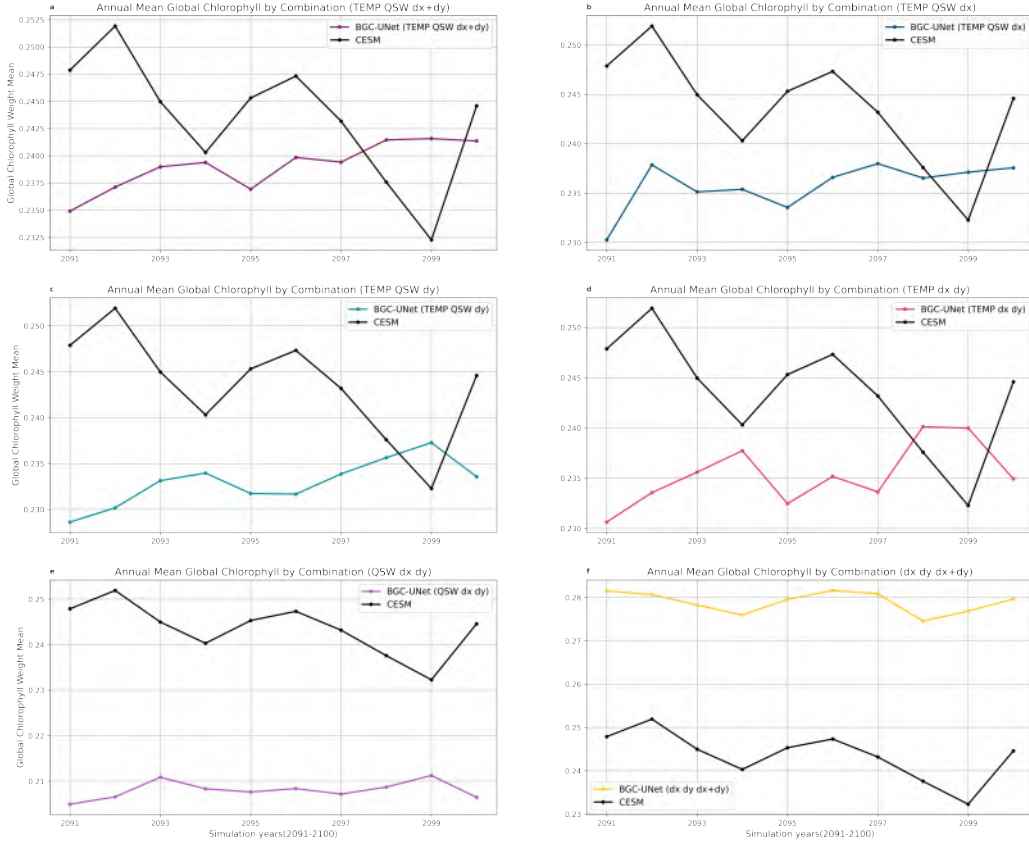 a
Annual Mean Global Chlorophyll by Combination (TEMP QSW dx+dy)
BGC-UNet (TEMP QSW dx+dy)
CESM
Global Chlorophyll Weight Mean
0.2525
0.2500
0.2475
0.2450
0.2425
0.2400
0.2375
0.2350
0.2325
2091
2093
2095
2097
2099
b
Annual Mean Global Chlorophyll by Combination (TEMP QSW dx)
BGC-UNet (TEMP QSW dx)
CESM
0.250
0.245
0.240
0.235
0.230
2091
2093
2095
2097
2099
c
Annual Mean Global Chlorophyll by Combination (TEMP QSW dy)
BGC-UNet (TEMP QSW dy)
CESM
Global Chlorophyll Weight Mean
0.250
0.245
0.240
0.235
0.230
2091
2093
2095
2097
2099
d
Annual Mean Global Chlorophyll by Combination (TEMP dx dy)
BGC-UNet (TEMP dx dy)
CESM
0.250
0.245
0.240
0.235
0.230
2091
2093
2095
2097
2099
e
Annual Mean Global Chlorophyll by Combination (QSW dx dy)
BGC-UNet (QSW dx dy)
CESM
Global Chlorophyll Weight Mean
0.25
0.24
0.23
0.22
0.21
2091
2093
2095
2097
2099
Simulation years(2091-2100)
f
Annual Mean Global Chlorophyll by Combination (dx dy dx+dy)
0.28
0.27
0.26
0.25
0.24
0.23
BGC-UNet (dx dy dx+dy)
CESM
2091
2093
2095
2097
2099
Simulation years(2091-2100)